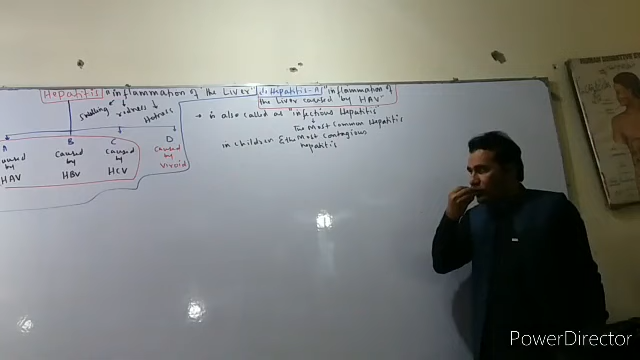 Hepatitis "inflammation of the Liver"
Swelling redness Hotness
A B C D
caused by HAV
caused by HBV
caused by HCV
caused by Viroid
Hepatitis-A "inflammation of
the Liver caused by HAV
→ is also called as "infectious Hepatitis"
The Most Common Hepatitis
in children & the Most Contagious
hepatitis
PowerDirector